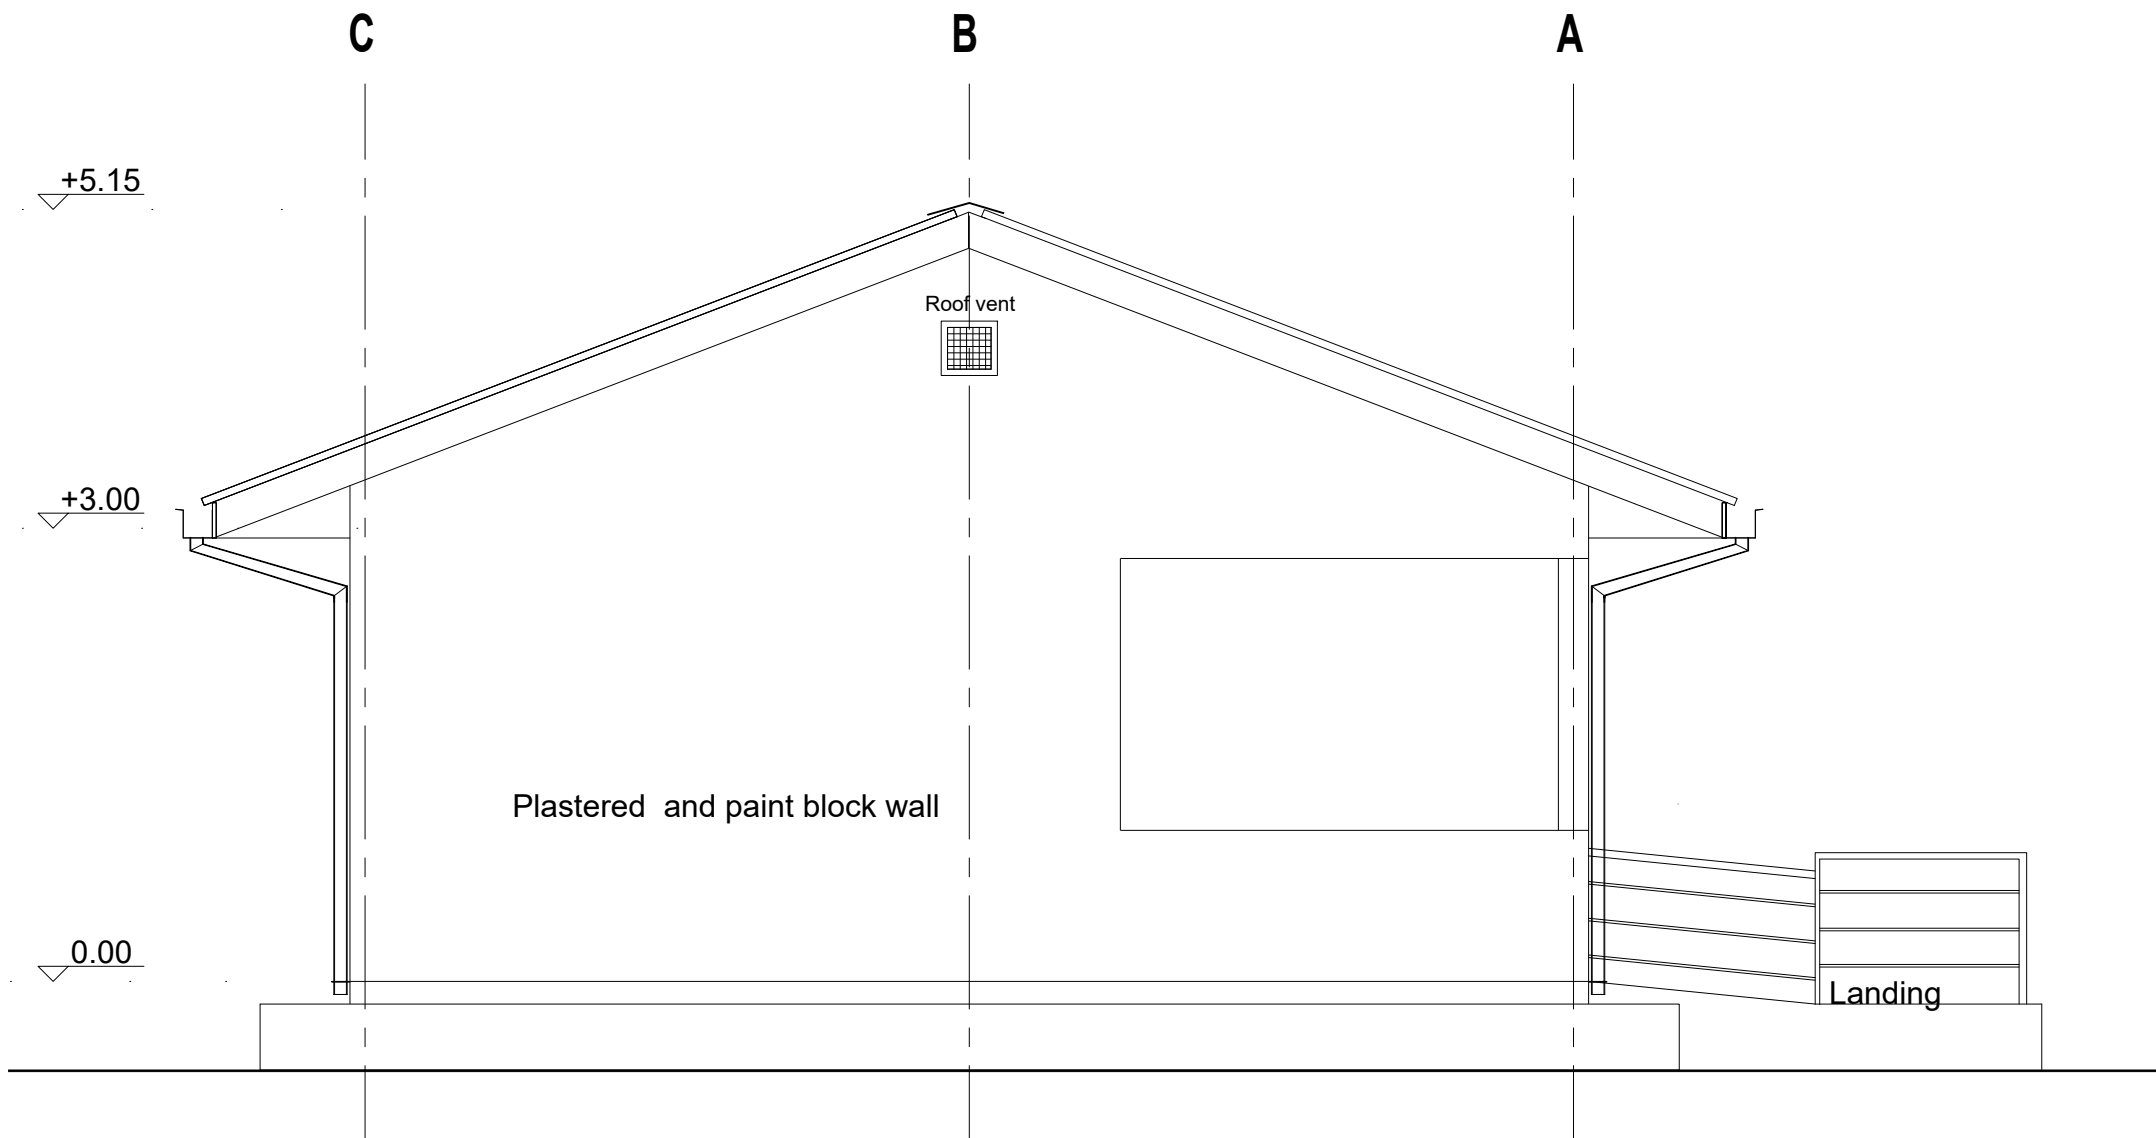 C B A
+5.15
Roof vent
+3.00
Plastered and paint block wall
0.00
Landing